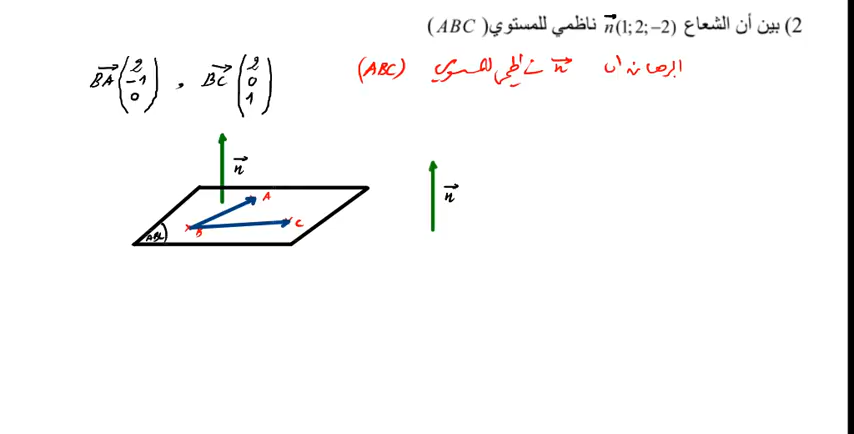 2) بين أن الشعاع n⃗(1;2;−2) ناظمي للمستوي (ABC)
البرهان أن n⃗ ناظمي للمستوي (ABC)
BA⃗ (2 −1 0) , BC⃗ (2 0 1)
n⃗
A
B
C
(ABC)
n⃗